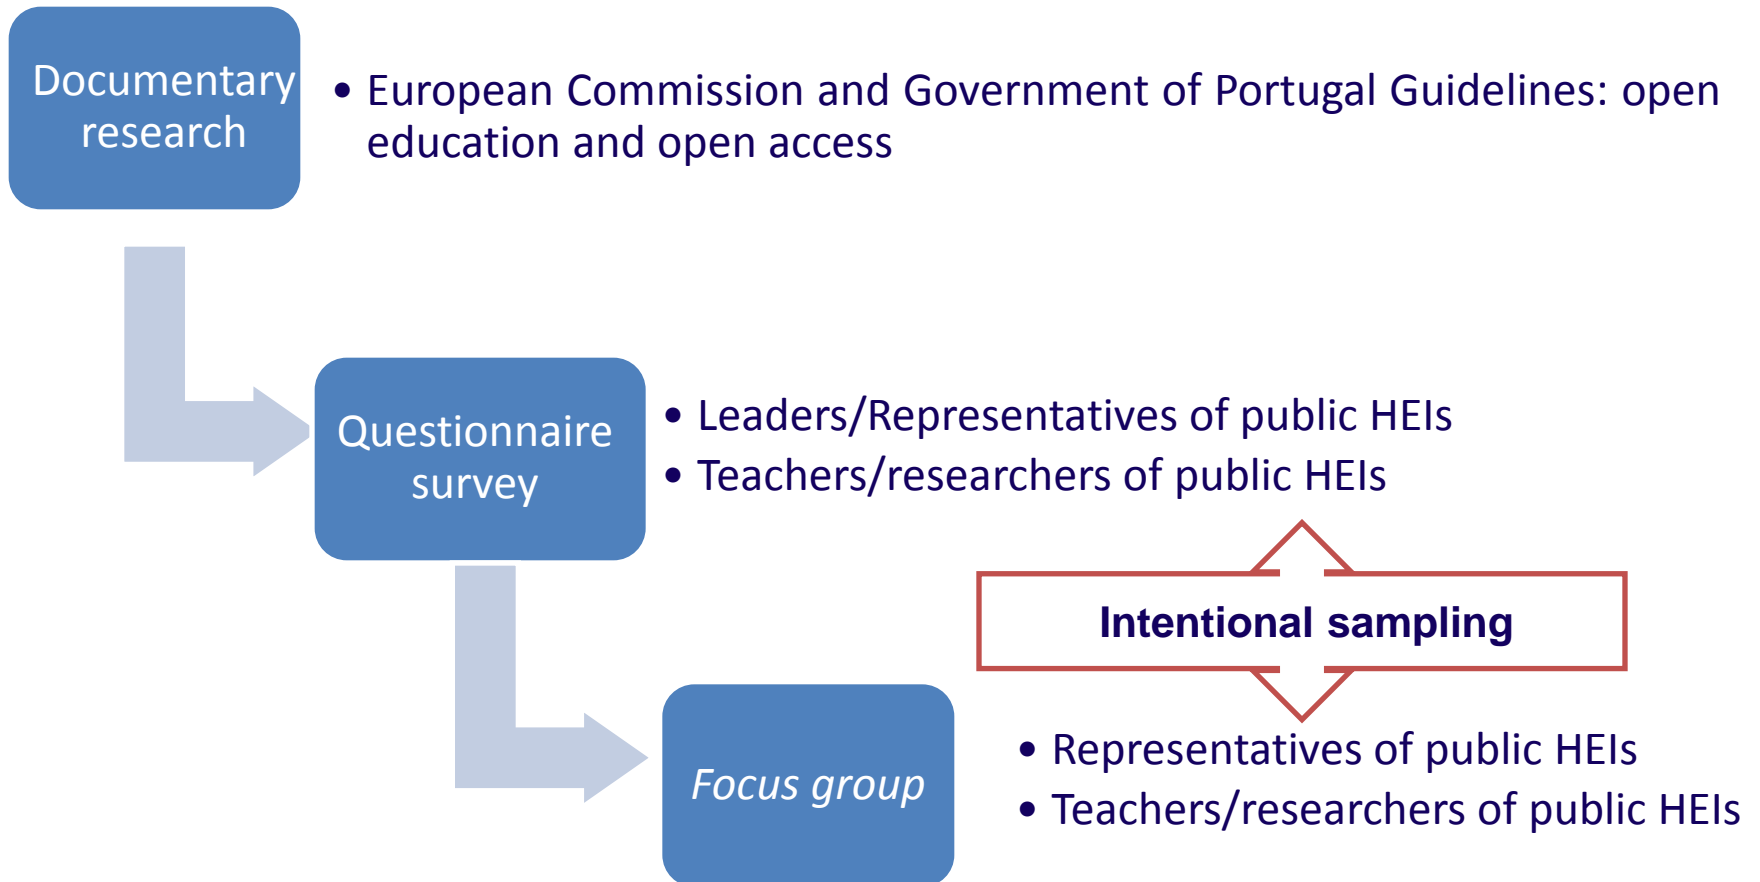 Documentary
research
• European Commission and Government of Portugal Guidelines: open
education and open access
Questionnaire
survey
• Leaders/Representatives of public HEIs
• Teachers/researchers of public HEIs
Intentional sampling
Focus group
• Representatives of public HEIs
• Teachers/researchers of public HEIs